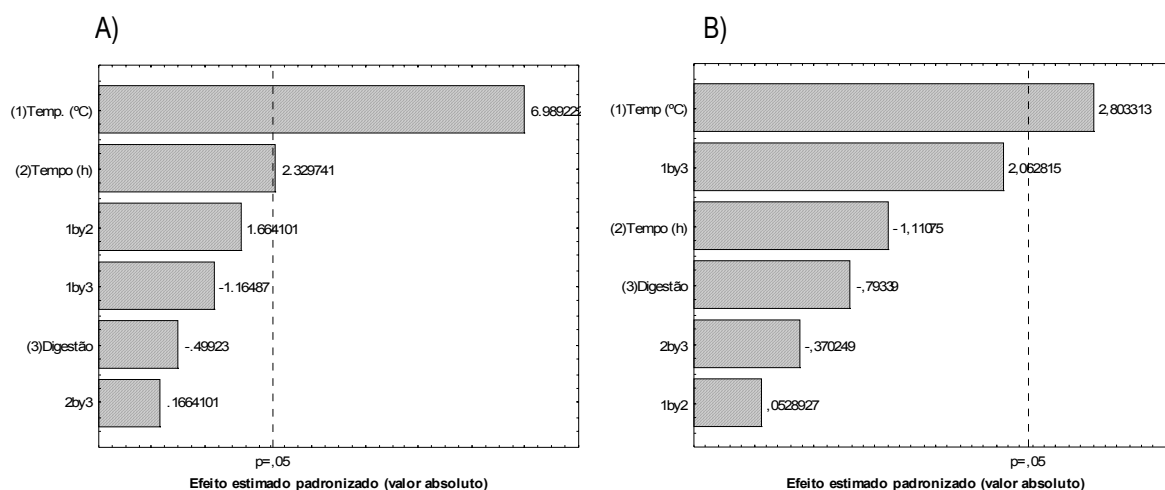 A)
(1)Temp. (ºC)
6.989222
(2)Tempo (h)
2.329741
1by2
1.664101
1by3
-1.16487
(3)Digestão
-.49923
2by3
.1664101
p=,05
Efeito estimado padronizado (valor absoluto)
B)
(1)Temp (ºC)
2,803313
1by3
2,062815
(2)Tempo (h)
-1,11075
(3)Digestão
-,79339
2by3
-,370249
1by2
,0528927
p=,05
Efeito estimado padronizado (valor absoluto)